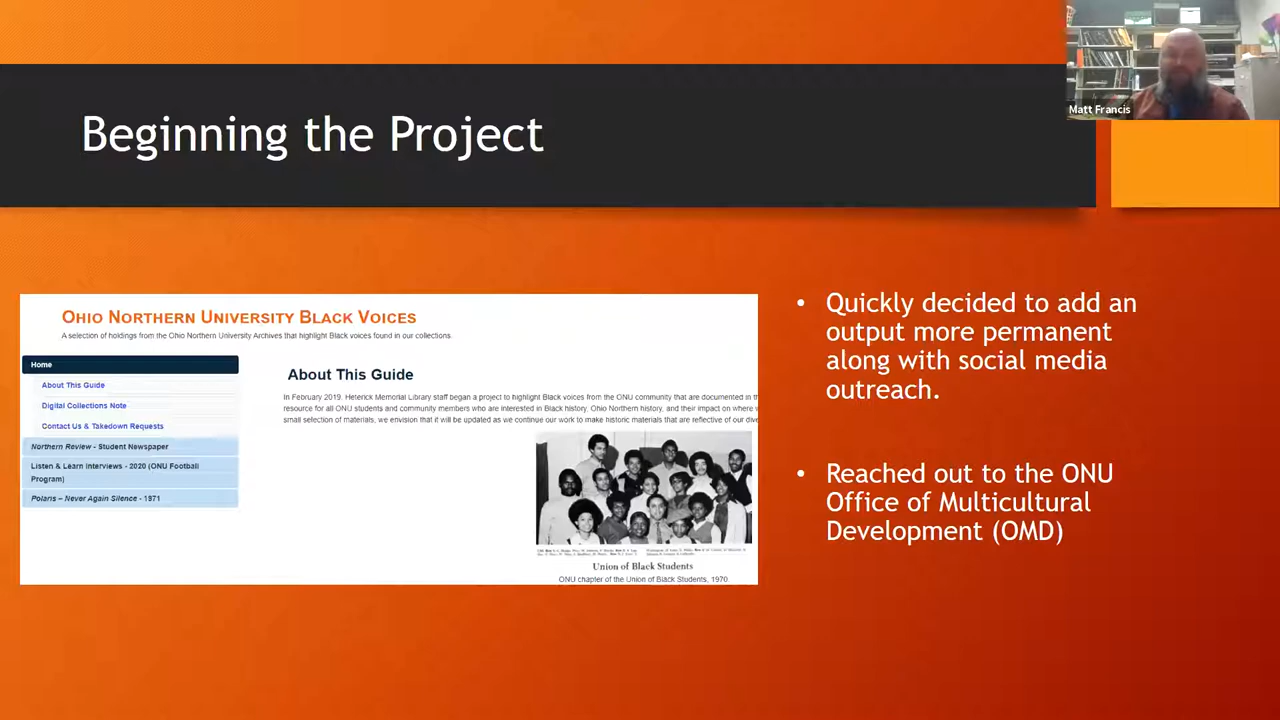 Matt Francis
Beginning the Project
OHIO NORTHERN UNIVERSITY BLACK VOICES
A selection of holdings from the Ohio Northern University Archives that highlight Black voices found in our collections.
Home
About This Guide
Digital Collections Note
Contact Us & Takedown Requests
Northern Review - Student Newspaper
Listen & Learn Interviews - 2020 (ONU Football
Program)
Polaris – Never Again Silence - 1971
About This Guide
In February 2019, Heterick Memorial Library staff began a project to highlight Black voices from the ONU community that are documented in
resource for all ONU students and community members who are interested in Black history, Ohio Northern history, and their impact on where
small selection of materials, we envision that it will be updated as we continue our work to make historic materials that are reflective of our
Union of Black Students
ONU chapter of the Union of Black Students, 1970.
• Quickly decided to add an
output more permanent
along with social media
outreach.
• Reached out to the ONU
Office of Multicultural
Development (OMD)